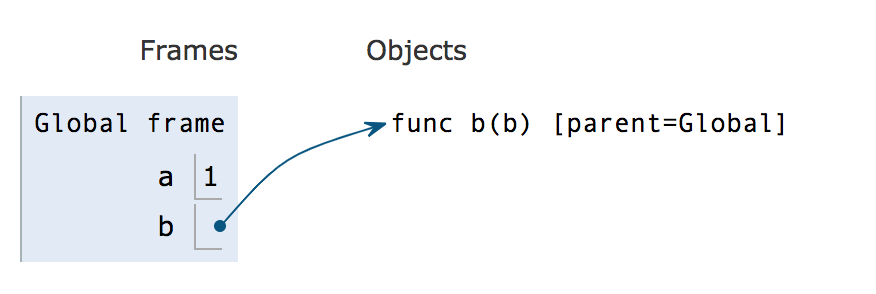 Frames Objects
Global frame func b(b) [parent=Global]
a 1
b